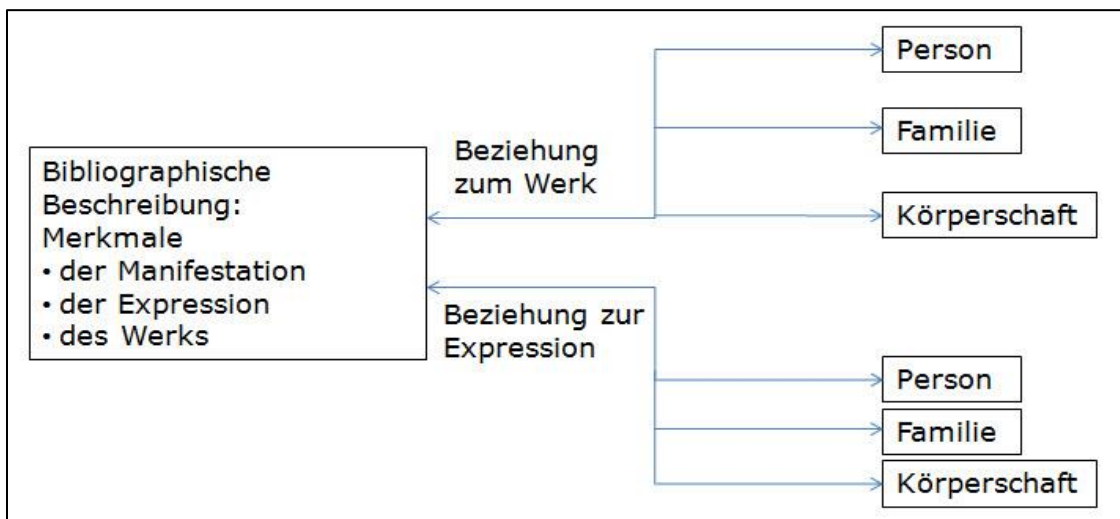 Bibliographische
Beschreibung:
Merkmale
• der Manifestation
• der Expression
• des Werks
Beziehung
zum Werk
Person
Familie
Körperschaft
Beziehung zur
Expression
Person
Familie
Körperschaft